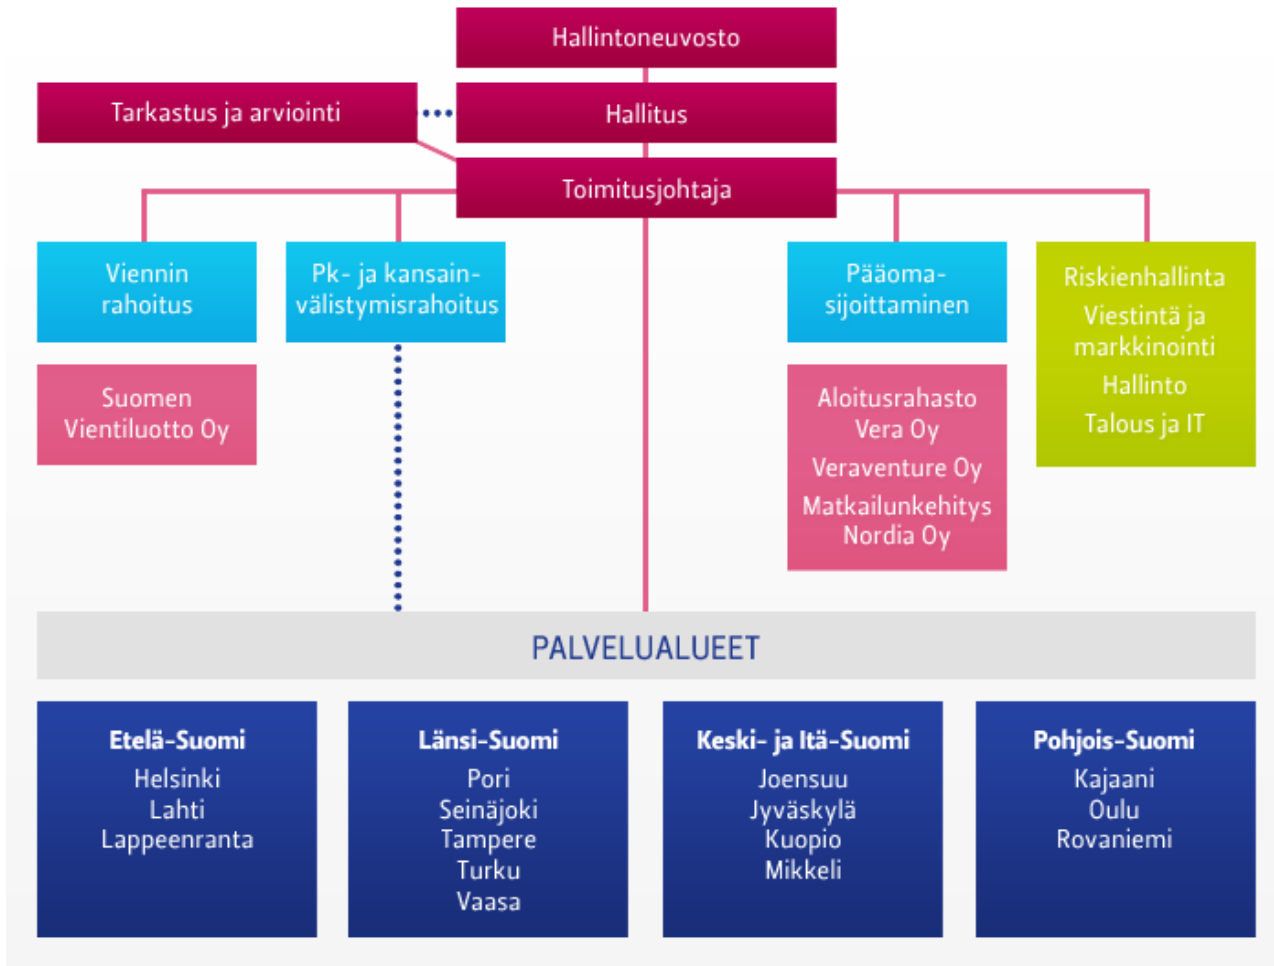 Hallintoneuvosto
Tarkastus ja arviointi
Hallitus
Toimitusjohtaja
Viennin
rahoitus
Pk- ja kansain-
välistymisrahoitus
Pääoma-
sijoittaminen
Riskienhallinta
Viestintä ja
markkinointi
Hallinto
Talous ja IT
Suomen
Vientiluotto Oy
Aloitusrahasto
Vera Oy
Veraventure Oy
Matkailunkehitys
Nordia Oy
PALVELUALUEET
Etelä-Suomi
Helsinki
Lahti
Lappeenranta
Länsi-Suomi
Pori
Seinäjoki
Tampere
Turku
Vaasa
Keski- ja Itä-Suomi
Joensuu
Jyväskylä
Kuopio
Mikkeli
Pohjois-Suomi
Kajaani
Oulu
Rovaniemi